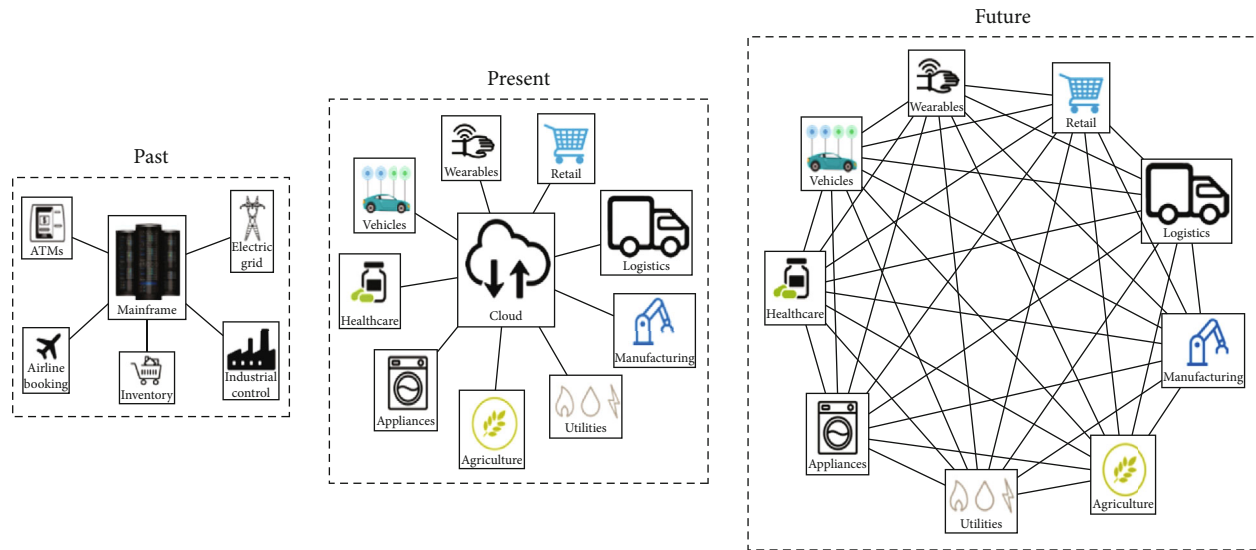 Past
ATMs
Electric
grid
Mainframe
Airline
booking
Inventory
Industrial
control
Present
Wearables
Retail
Vehicles
Logistics
Cloud
Healthcare
Manufacturing
Appliances
Utilities
Agriculture
Future
Wearables
Retail
Vehicles
Logistics
Healthcare
Manufacturing
Appliances
Agriculture
Utilities